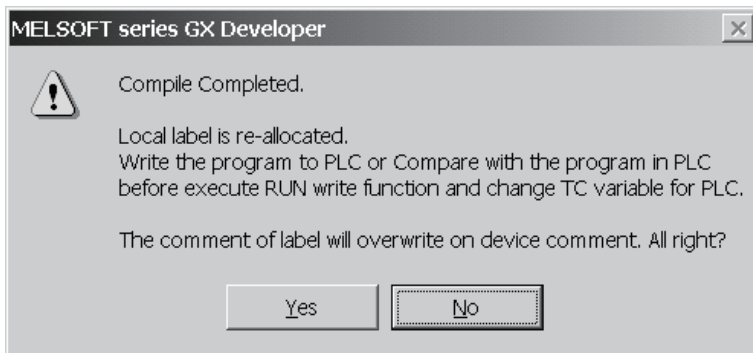 MELSOFT series GX Developer
Compile Completed.
Local label is re-allocated.
Write the program to PLC or Compare with the program in PLC
before execute RUN write function and change TC variable for PLC.
The comment of label will overwrite on device comment. All right?
Yes
No